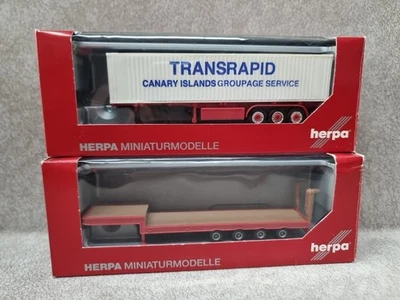 TRANSRAPID
CANARY ISLANDS GROUPAGE SERVICE
herpa
HERPA MINIATURMODELLE
herpa
HERPA MINIATURMODELLE